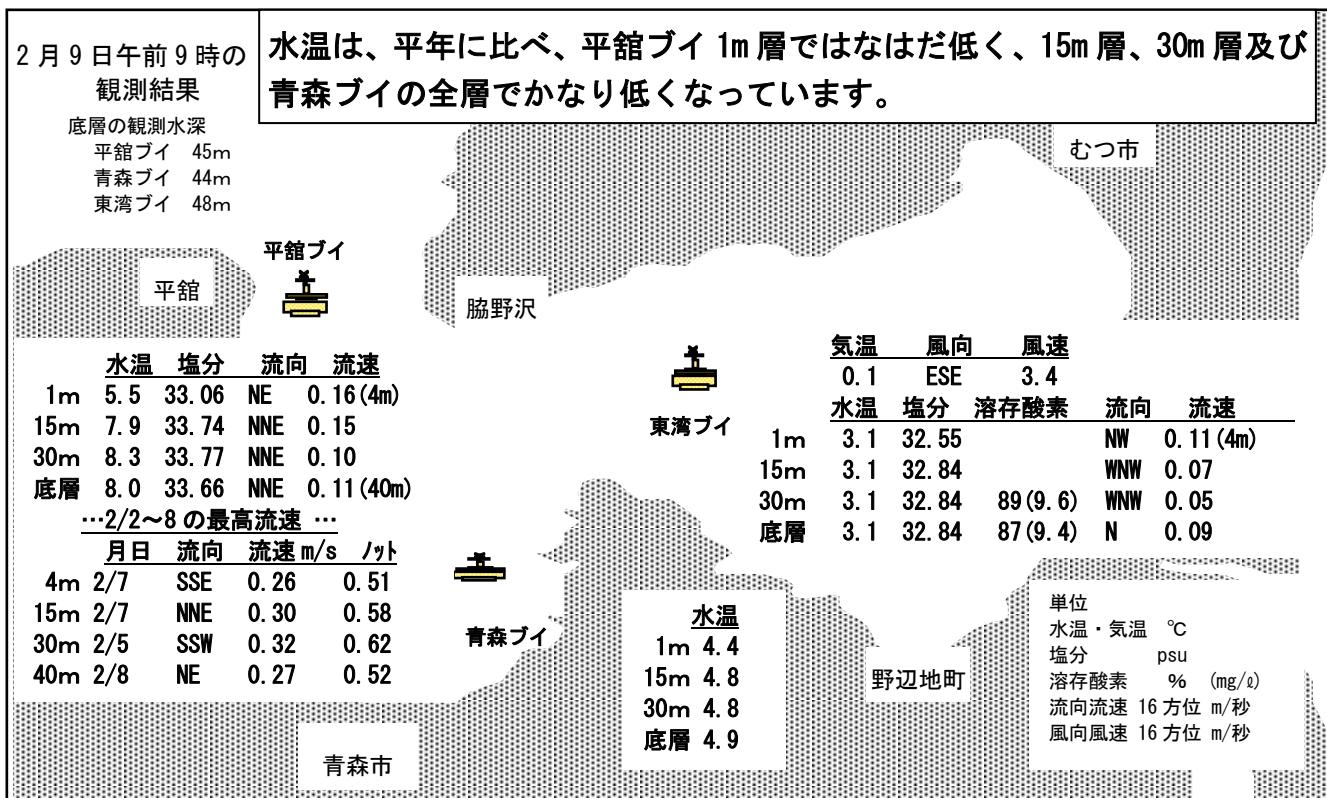 2月9日午前9時の
観測結果
底層の観測水深
平舘ブイ 45m
青森ブイ 44m
東湾ブイ 48m
水温は、平年に比べ、平舘ブイ 1m 層ではなはだ低く、15m 層、30m 層及び
青森ブイの全層でかなり低くなっています。
むつ市
平舘ブイ
平舘
脇野沢
水温 塩分 流向 流速
1m 5.5 33.06 NE 0.16(4m)
15m 7.9 33.74 NNE 0.15
30m 8.3 33.77 NNE 0.10
底層 8.0 33.66 NNE 0.11(40m)
…2/2~8の最高流速 …
月日 流向 流速m/s ノット
4m 2/7 SSE 0.26 0.51
15m 2/7 NNE 0.30 0.58
30m 2/5 SSW 0.32 0.62
40m 2/8 NE 0.27 0.52
東湾ブイ
気温 風向 風速
0.1 ESE 3.4
水温 塩分 溶存酸素 流向 流速
1m 3.1 32.55 NW 0.11(4m)
15m 3.1 32.84 WNW 0.07
30m 3.1 32.84 89(9.6) WNW 0.05
底層 3.1 32.84 87(9.4) N 0.09
青森ブイ
水温
1m 4.4
15m 4.8
30m 4.8
底層 4.9
野辺地町
青森市
単位
水温・気温 ℃
塩分 psu
溶存酸素 % (mg/ℓ)
流向流速 16方位 m/秒
風向風速 16方位 m/秒